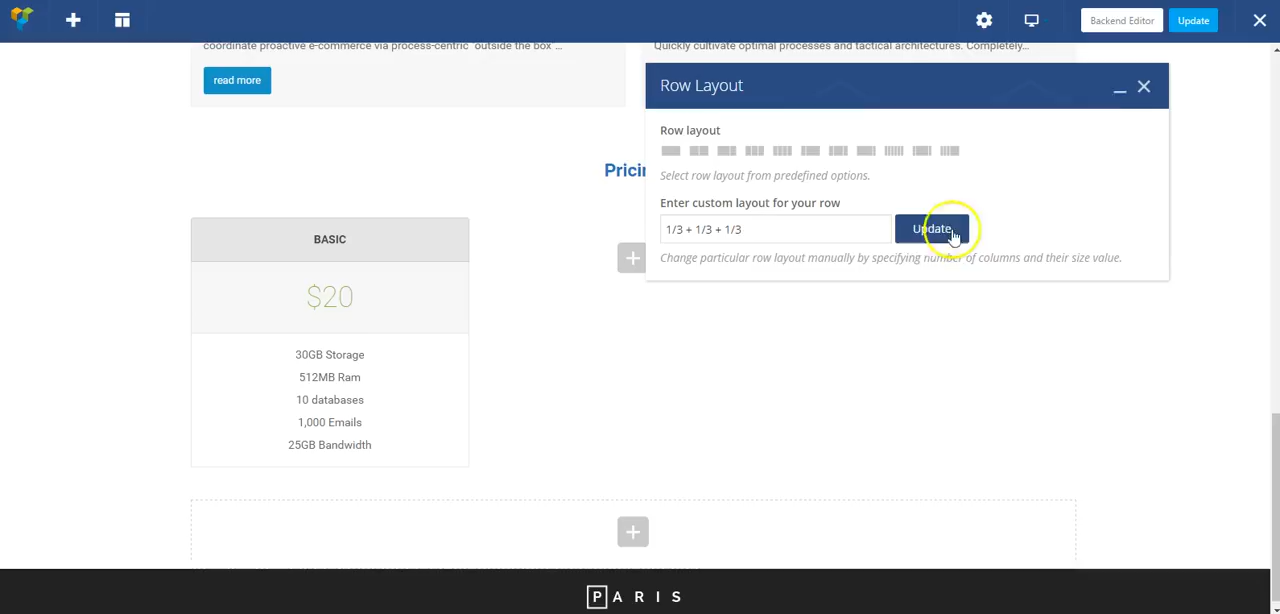 Backend Editor
Update
coordinate proactive e-commerce via process-centric "outside the box ...
Quickly cultivate optimal processes and tactical architectures. Completely...
read more
Row Layout
Row layout
Select row layout from predefined options.
Pricin
Enter custom layout for your row
1/3 + 1/3 + 1/3
Update
Change particular row layout manually by specifying number of columns and their size value.
BASIC
$20
30GB Storage
512MB Ram
10 databases
1,000 Emails
25GB Bandwidth
PARIS